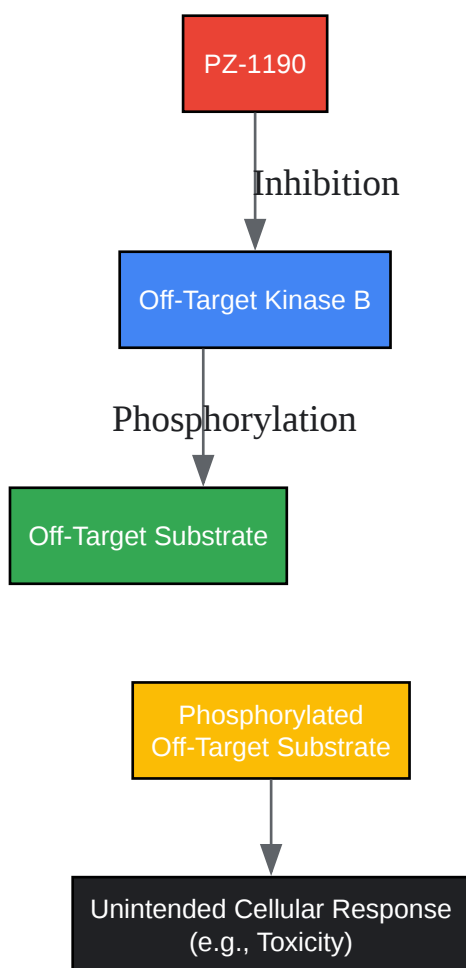 PZ-1190
Inhibition
Off-Target Kinase B
Phosphorylation
Off-Target Substrate
Phosphorylated
Off-Target Substrate
Unintended Cellular Response
(e.g., Toxicity)